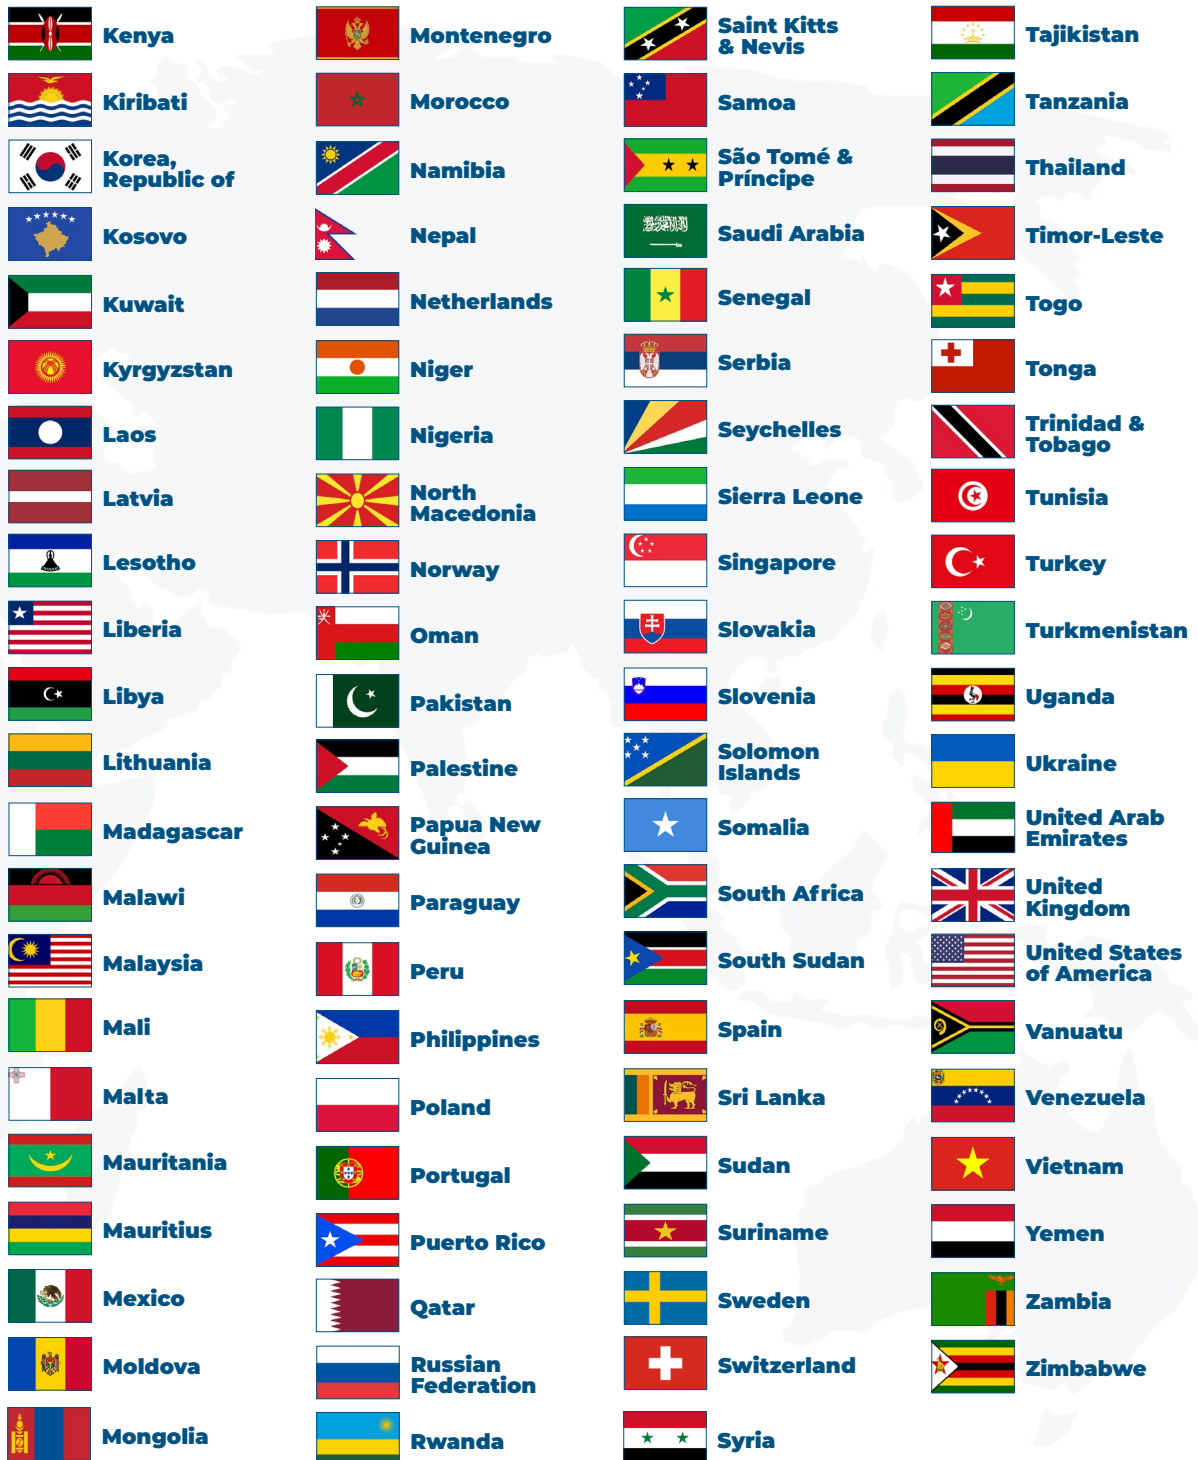 Kenya
Kiribati
Korea,
Republic of
Kosovo
Kuwait
Kyrgyzstan
Laos
Latvia
Lesotho
Liberia
Libya
Lithuania
Madagascar
Malawi
Malaysia
Mali
Malta
Mauritania
Mauritius
Mexico
Moldova
Mongolia
Montenegro
Morocco
Namibia
Nepal
Netherlands
Niger
Nigeria
North
Macedonia
Norway
Oman
Pakistan
Palestine
Papua New
Guinea
Paraguay
Peru
Philippines
Poland
Portugal
Puerto Rico
Qatar
Russian
Federation
Rwanda
Saint Kitts
& Nevis
Samoa
São Tomé &
Príncipe
Saudi Arabia
Senegal
Serbia
Seychelles
Sierra Leone
Singapore
Slovakia
Slovenia
Solomon
Islands
Somalia
South Africa
South Sudan
Spain
Sri Lanka
Sudan
Suriname
Sweden
Switzerland
Syria
Tajikistan
Tanzania
Thailand
Timor-Leste
Togo
Tonga
Trinidad &
Tobago
Tunisia
Turkey
Turkmenistan
Uganda
Ukraine
United Arab
Emirates
United
Kingdom
United States
of America
Vanuatu
Venezuela
Vietnam
Yemen
Zambia
Zimbabwe